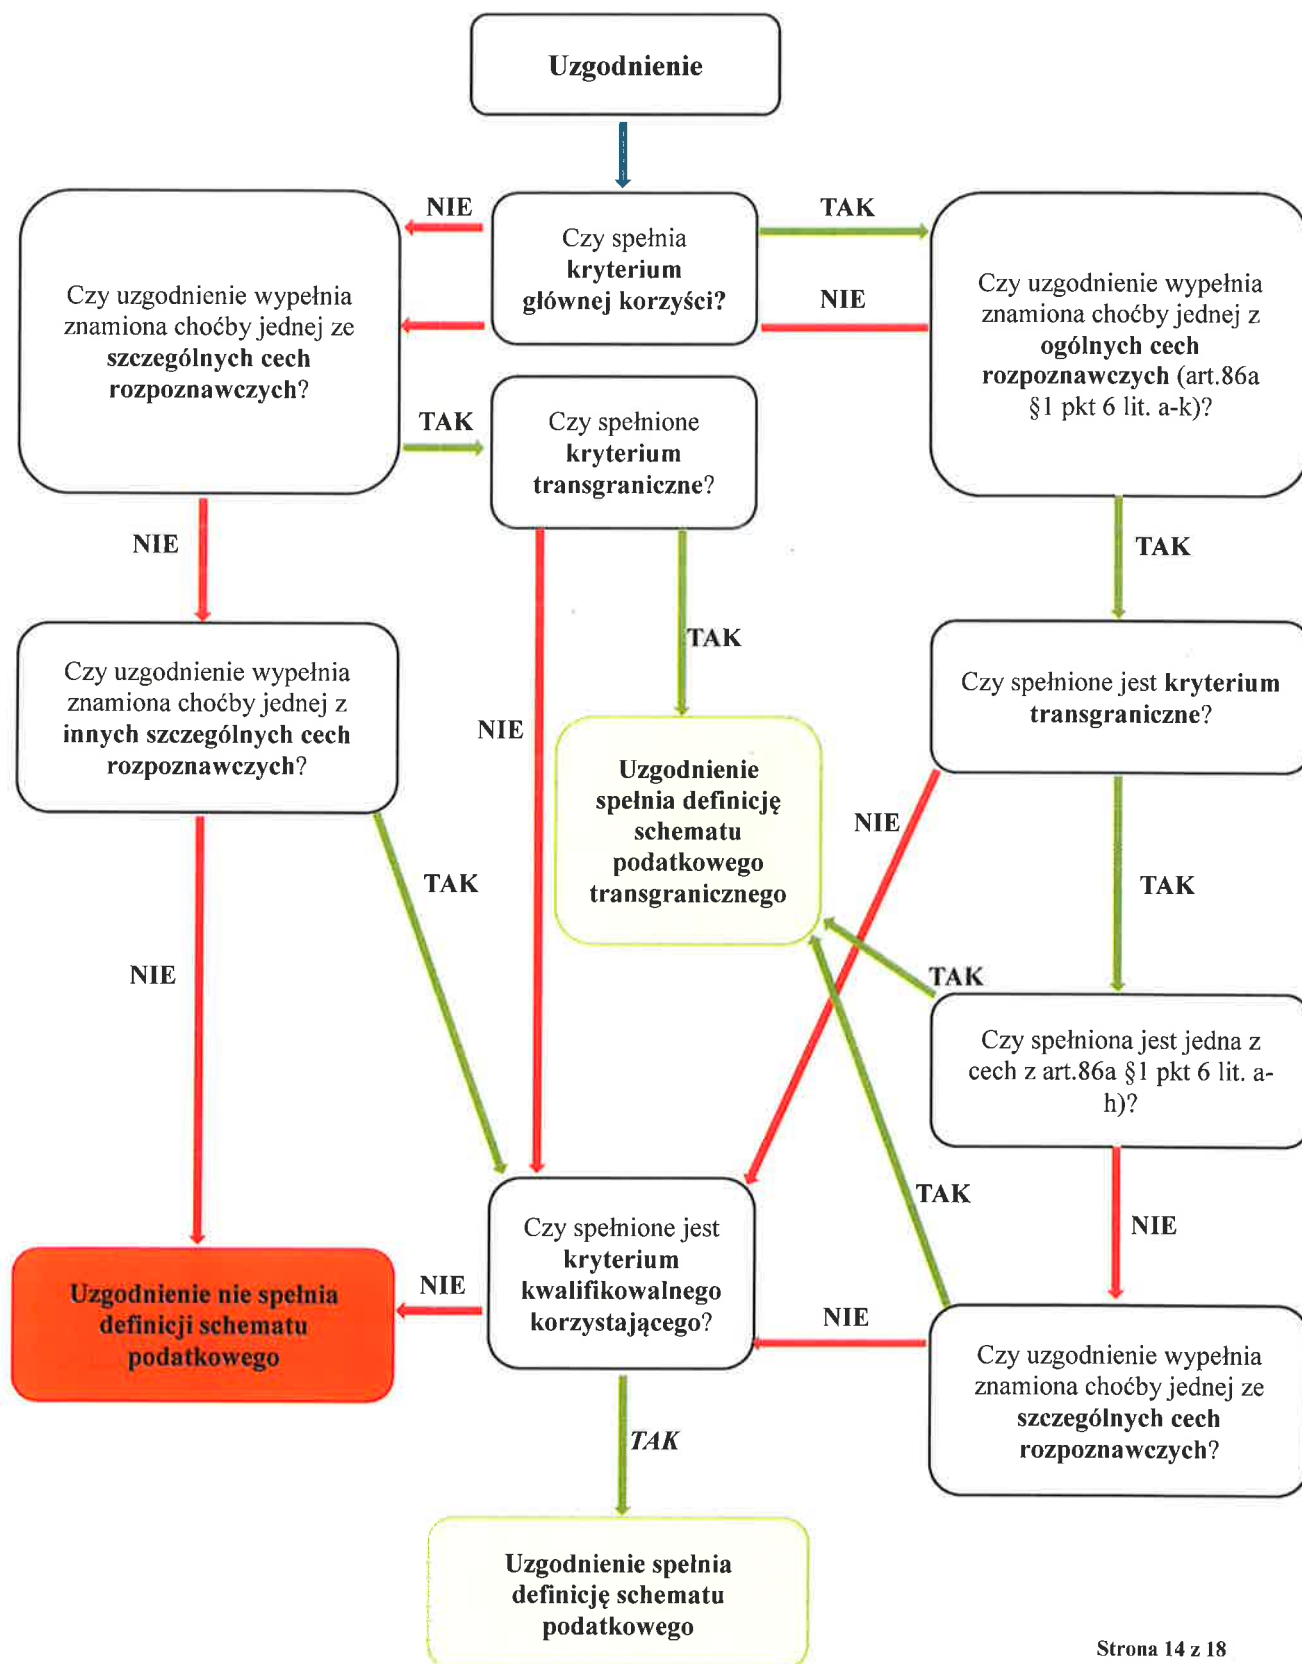 Uzgodnienie
NIE
TAK
Czy spełnia
kryterium
głównej korzyści?
NIE
Czy uzgodnienie wypełnia
znamiona choćby jednej ze
szczególnych cech
rozpoznawczych?
Czy uzgodnienie wypełnia
znamiona choćby jednej z
ogólnych cech
rozpoznawczych (art.86a
§1 pkt 6 lit. a-k)?
TAK
Czy spełnione
kryterium
transgraniczne?
NIE
TAK
Czy uzgodnienie wypełnia
znamiona choćby jednej z
innych szczególnych cech
rozpoznawczych?
NIE
TAK
Czy spełnione jest kryterium
transgraniczne?
Uzgodnienie
spełnia definicję
schematu
podatkowego
transgranicznego
NIE
TAK
TAK
NIE
TAK
Czy spełniona jest jedna z
cech z art.86a §1 pkt 6 lit. a-
h)?
TAK
NIE
Czy spełnione jest
kryterium
kwalifikowalnego
korzystającego?
NIE
NIE
Uzgodnienie nie spełnia
definicji schematu
podatkowego
Czy uzgodnienie wypełnia
znamiona choćby jednej ze
szczególnych cech
rozpoznawczych?
TAK
Uzgodnienie spełnia
definicję schematu
podatkowego
Strona 14 z 18